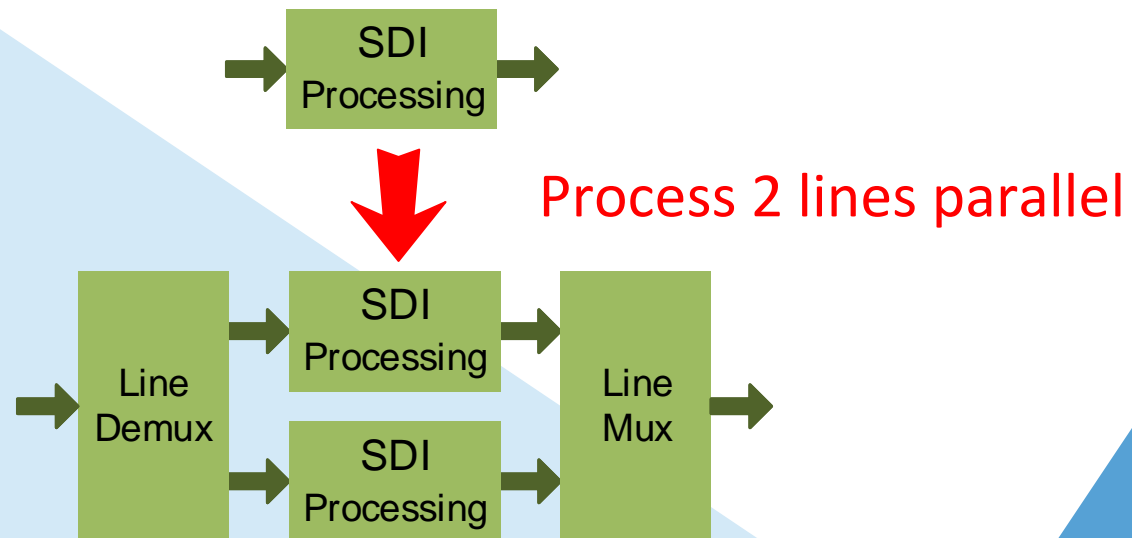 SDI
Processing
Process 2 lines parallel
Line
Demux
SDI
Processing
SDI
Processing
Line
Mux